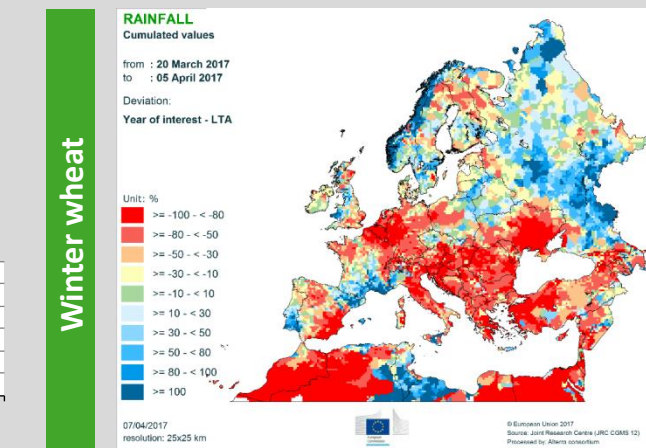 Winter wheat
RAINFALL
Cumulated values
from : 20 March 2017
to : 05 April 2017
Deviation:
Year of interest - LTA
Unit: %
>= -100 - < -80
>= -80 - < -50
>= -50 - < -30
>= -30 - < -10
>= -10 - < 10
>= 10 - < 30
>= 30 - < 50
>= 50 - < 80
>= 80 - < 100
>= 100
07/04/2017
resolution: 25x25 km
European
Commission
© European Union 2017
Source: Joint Research Centre (JRC CGMS 12)
Processed by: Alterra consortium